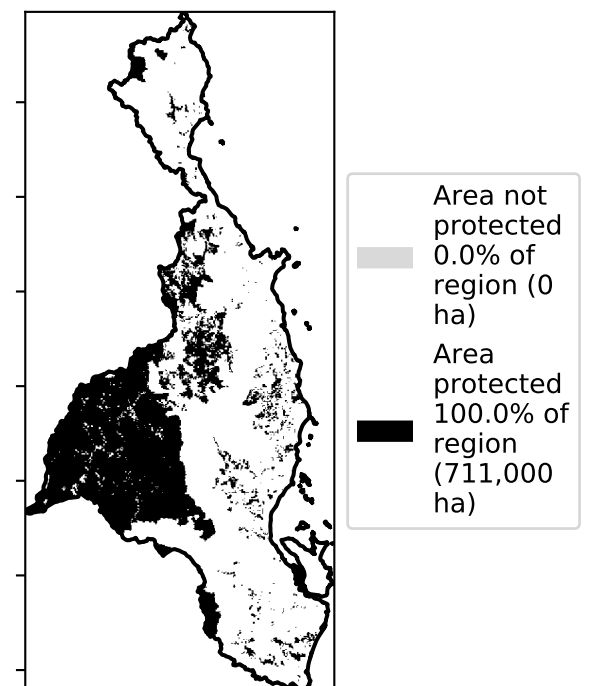 Area not
protected
0.0% of
region (0
ha)
Area
protected
100.0% of
region
(711,000
ha)